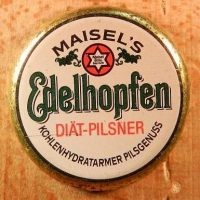 MAISEL'S
Edelhopfen
DIÄT-PILSNER
KOHLENHYDRATARMER PILSGENUSS